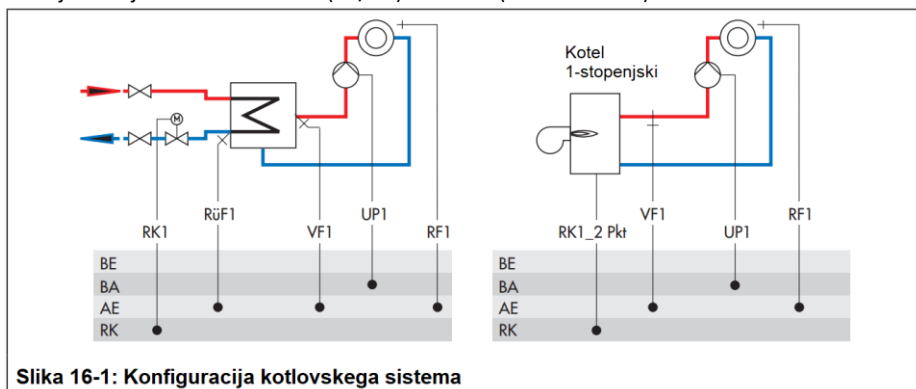 Kotel
1-stopenjski
M
RüF1
UP1
RK1
VF1
RF1
BE
BA
AE
RK
VF1
RF1
RK1_2 Pkt
UP1
BE
BA
AE
RK
Slika 16-1: Konfiguracija kotlovskega sistema